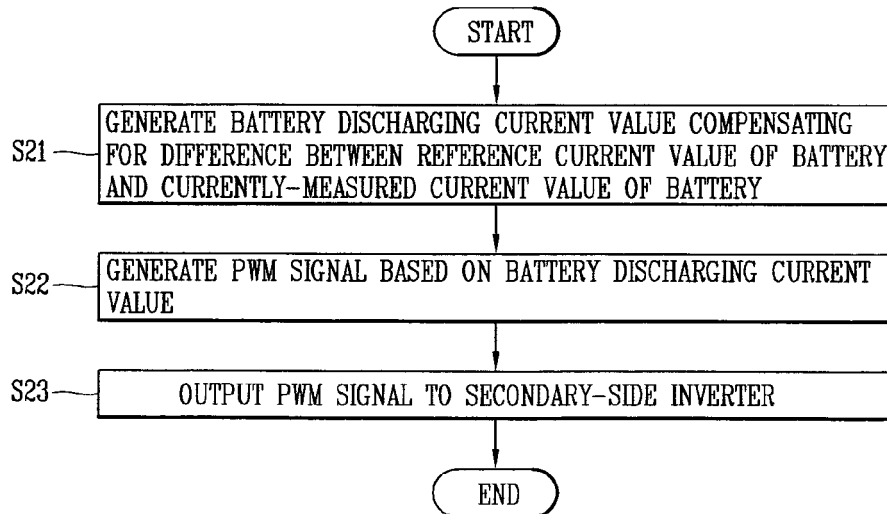 START
S21
GENERATE BATTERY DISCHARGING CURRENT VALUE COMPENSATING
FOR DIFFERENCE BETWEEN REFERENCE CURRENT VALUE OF BATTERY
AND CURRENTLY-MEASURED CURRENT VALUE OF BATTERY
S22
GENERATE PWM SIGNAL BASED ON BATTERY DISCHARGING CURRENT
VALUE
S23
OUTPUT PWM SIGNAL TO SECONDARY-SIDE INVERTER
END